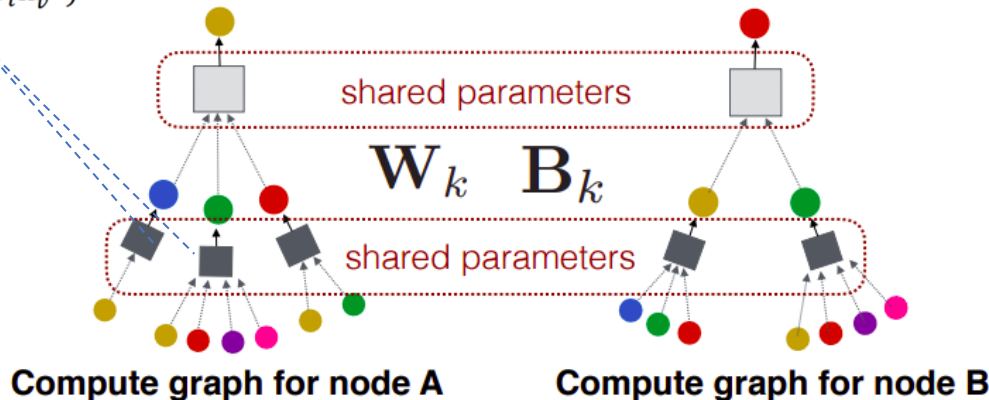 shared parameters
W_k B_k
shared parameters
Compute graph for node A
Compute graph for node B